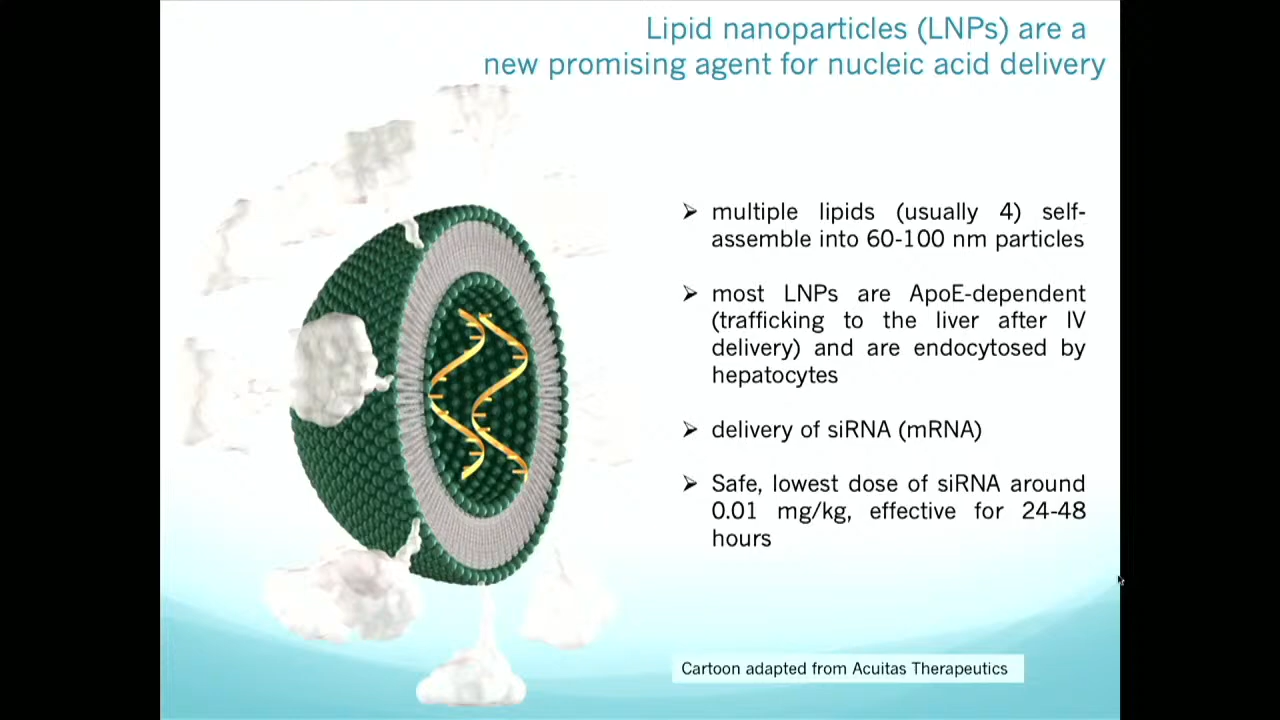 Lipid nanoparticles (LNPs) are a
new promising agent for nucleic acid delivery
➢ multiple lipids (usually 4) self-
assemble into 60-100 nm particles
➢ most LNPs are ApoE-dependent
(trafficking to the liver after IV
delivery) and are endocytosed by
hepatocytes
➢ delivery of siRNA (mRNA)
➢ Safe, lowest dose of siRNA around
0.01 mg/kg, effective for 24-48
hours
Cartoon adapted from Acuitas Therapeutics